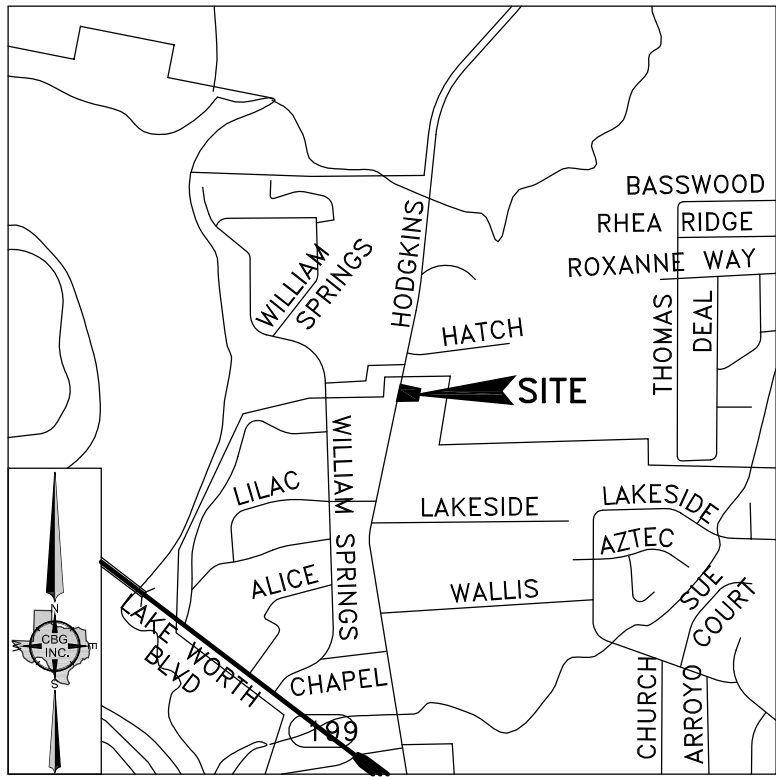 BASSWOOD
RHEA RIDGE
ROXANNE WAY
WILLIAM
SPRINGS
HODGKINS
HATCH
THOMAS
DEAL
SITE
WILLIAM SPRINGS
LILAC
LAKESIDE
LAKESIDE
AZTEC
ALICE
WALLIS
SUE
COURT
LAKE WORTH
BLVD
CHAPEL
CHURCH
ARROYO
199
N
W
CBG
INC.
E
S